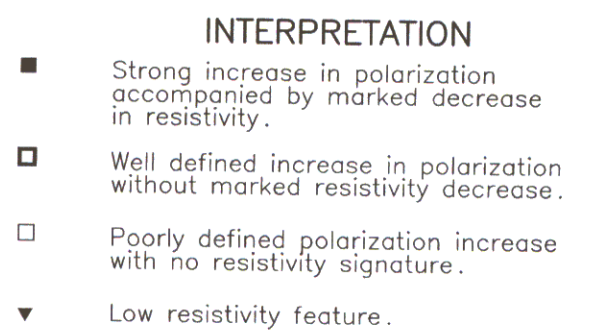 INTERPRETATION
Strong increase in polarization
accompanied by marked decrease
in resistivity.
Well defined increase in polarization
without marked resistivity decrease.
Poorly defined polarization increase
with no resistivity signature.
Low resistivity feature.